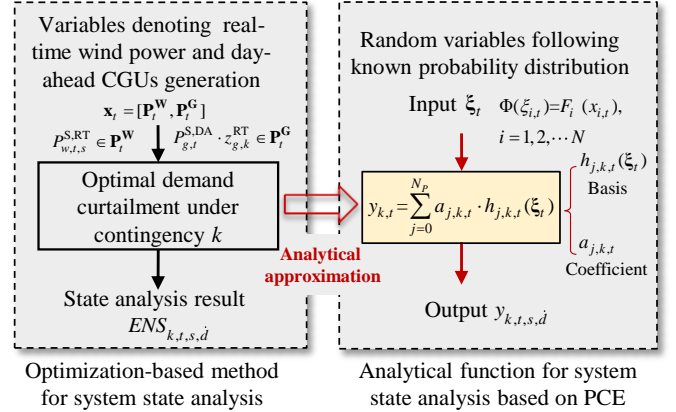 Variables denoting real-
time wind power and day-
ahead CGUs generation
𝐱_t = [𝐏_t^𝐖, 𝐏_t^𝐆]
P_{w,t,s}^{S,RT} ∈ 𝐏_t^𝐖 P_{g,t}^{S,DA} · z_{g,k}^{RT} ∈ 𝐏_t^𝐆
Optimal demand
curtailment under
contingency k
State analysis result
ENS_{k,t,s,ḋ}
Optimization-based method
for system state analysis
Analytical
approximation
Random variables following
known probability distribution
Input 𝛏_t Φ(ξ_{i,t})=F_i(x_{i,t}),
i = 1, 2, ⋯ N
y_{k,t} = ∑_{j=0}^{N_P} a_{j,k,t} · h_{j,k,t}(𝛏_t)
h_{j,k,t}(𝛏_t)
Basis
a_{j,k,t}
Coefficient
Output y_{k,t,s,ḋ}
Analytical function for system
state analysis based on PCE